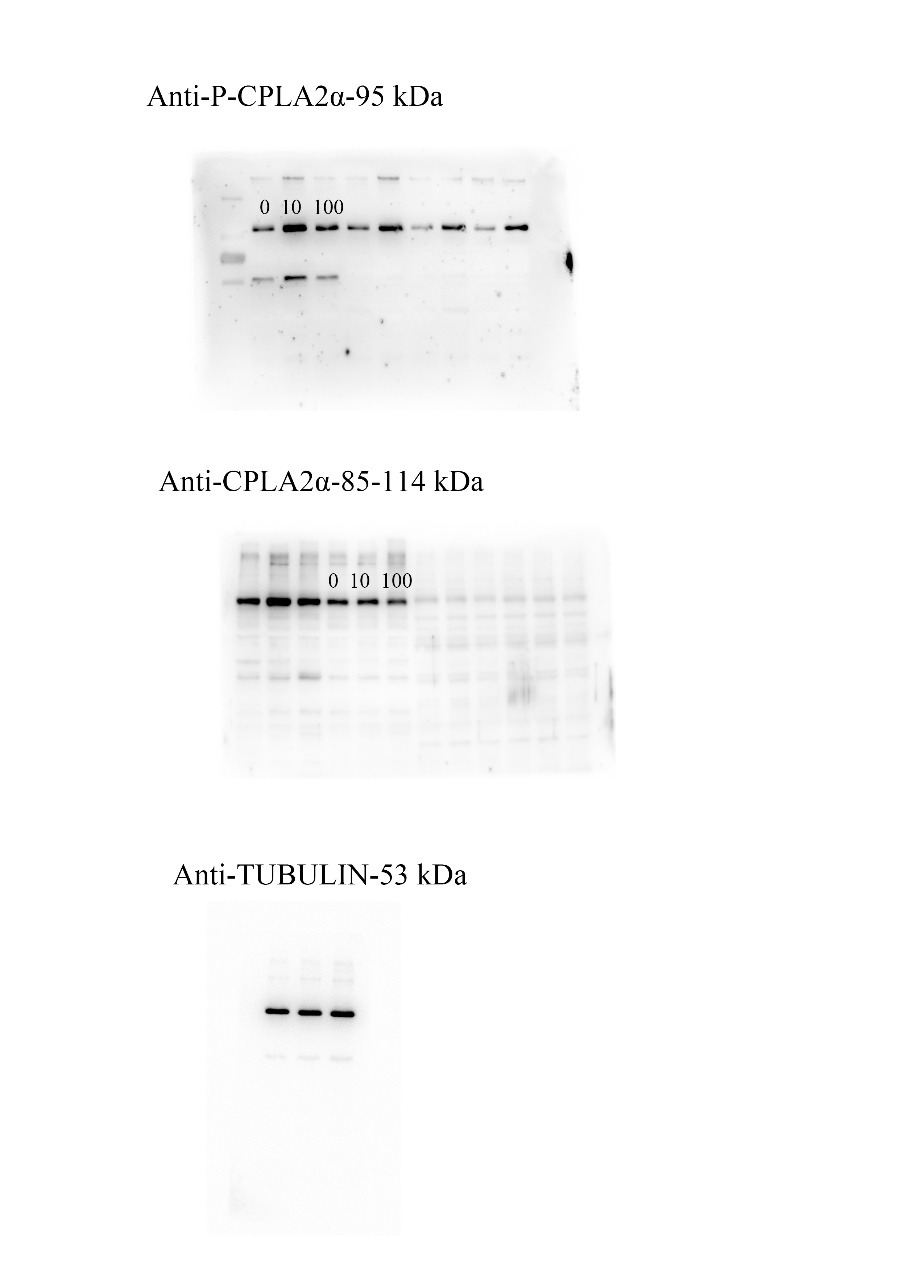 Anti-P-CPLA2α-95 kDa
0 10 100
Anti-CPLA2α-85-114 kDa
0 10 100
Anti-TUBULIN-53 kDa